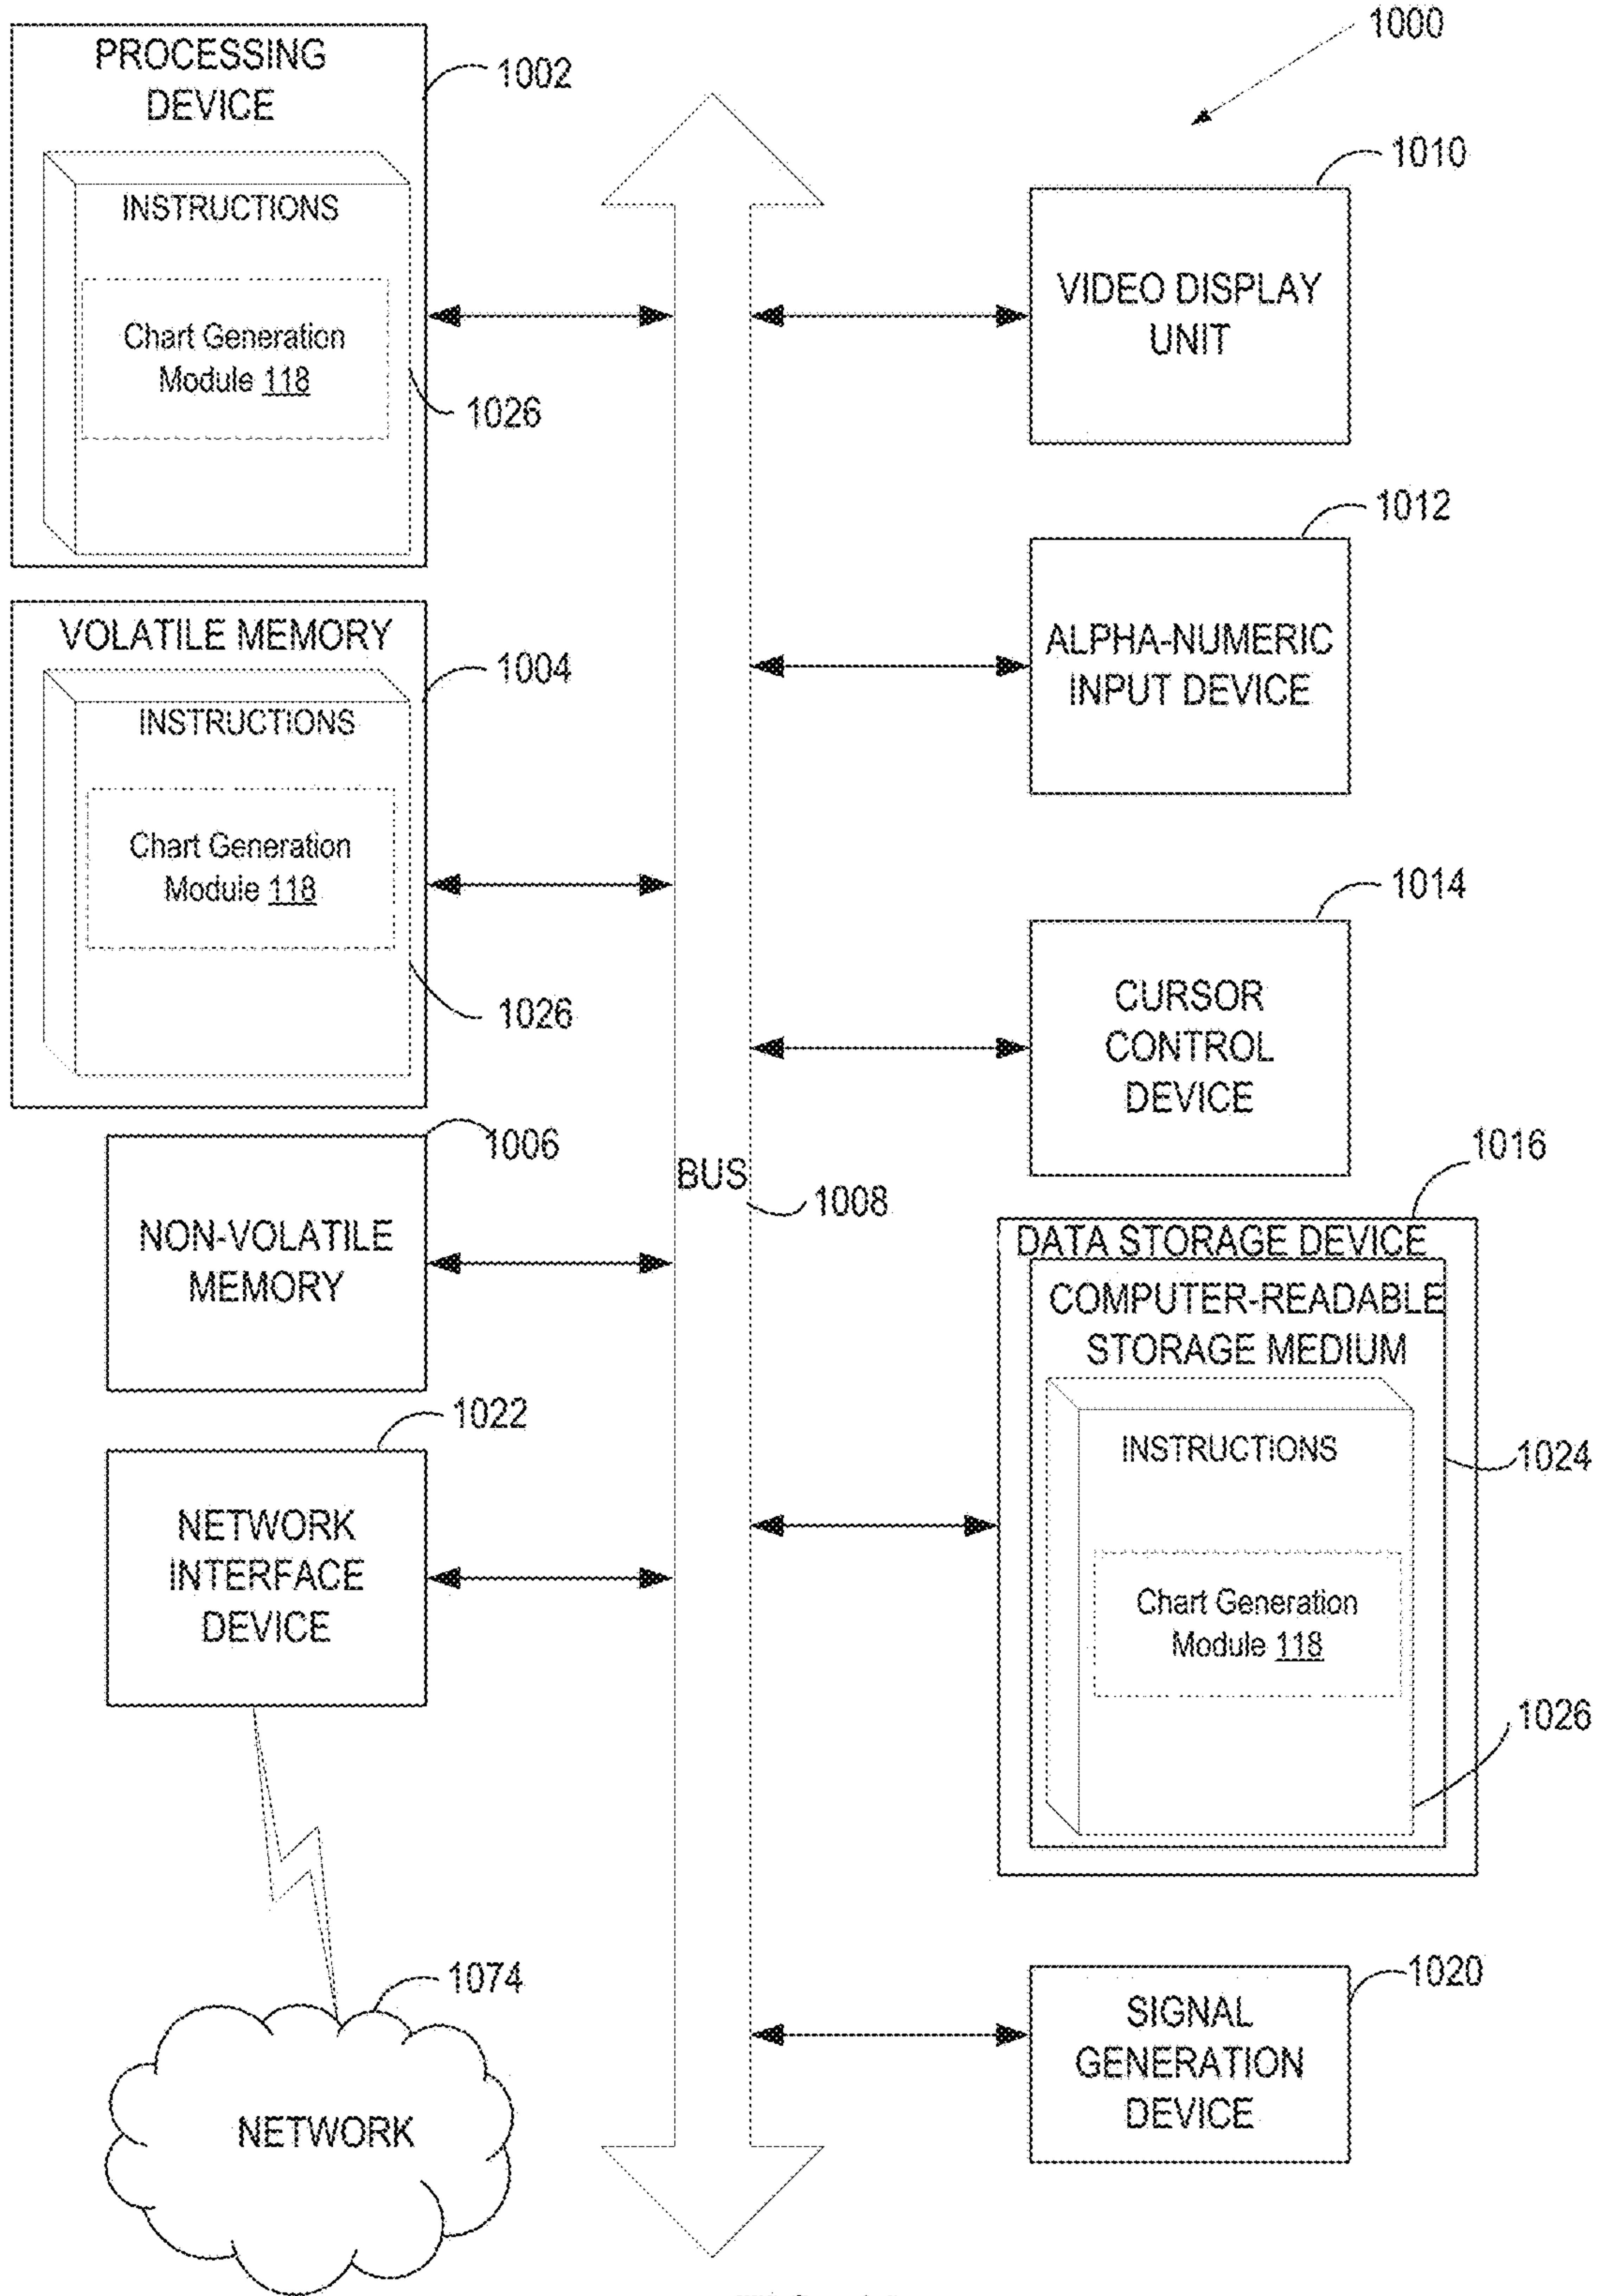 1000
PROCESSING
DEVICE
1002
INSTRUCTIONS
Chart Generation
Module 118
1026
VOLATILE MEMORY
1004
INSTRUCTIONS
Chart Generation
Module 118
1026
1006
NON-VOLATILE
MEMORY
1022
NETWORK
INTERFACE
DEVICE
1074
NETWORK
BUS
1008
1010
VIDEO DISPLAY
UNIT
1012
ALPHA-NUMERIC
INPUT DEVICE
1014
CURSOR
CONTROL
DEVICE
1016
DATA STORAGE DEVICE
COMPUTER-READABLE
STORAGE MEDIUM
INSTRUCTIONS
1024
Chart Generation
Module 118
1026
1020
SIGNAL
GENERATION
DEVICE